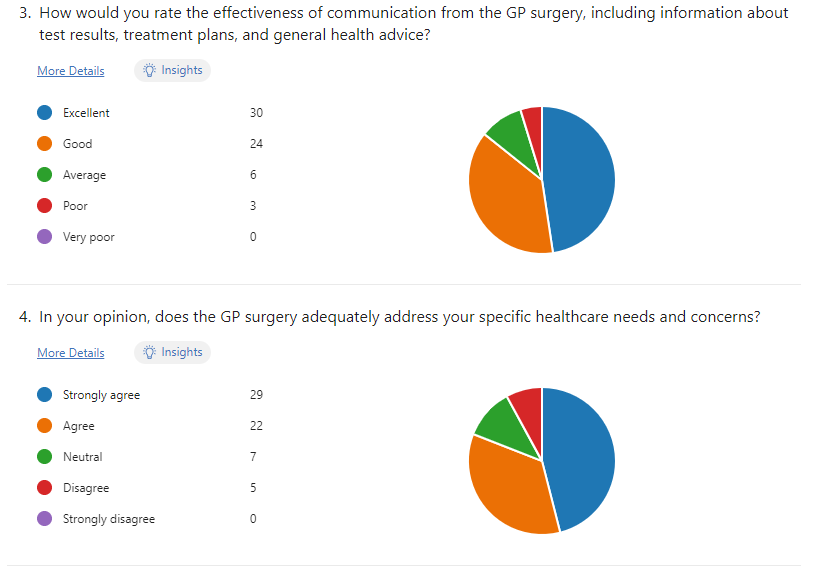 3. How would you rate the effectiveness of communication from the GP surgery, including information about
test results, treatment plans, and general health advice?
More Details Insights
Excellent 30
Good 24
Average 6
Poor 3
Very poor 0
4. In your opinion, does the GP surgery adequately address your specific healthcare needs and concerns?
More Details Insights
Strongly agree 29
Agree 22
Neutral 7
Disagree 5
Strongly disagree 0